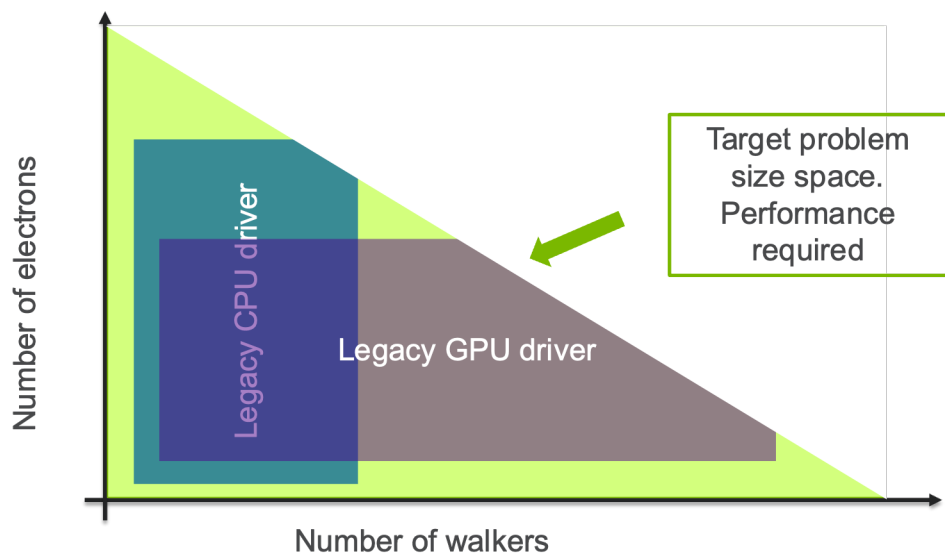 Number of electrons
Legacy CPU driver
Legacy GPU driver
Target problem
size space.
Performance
required
Number of walkers